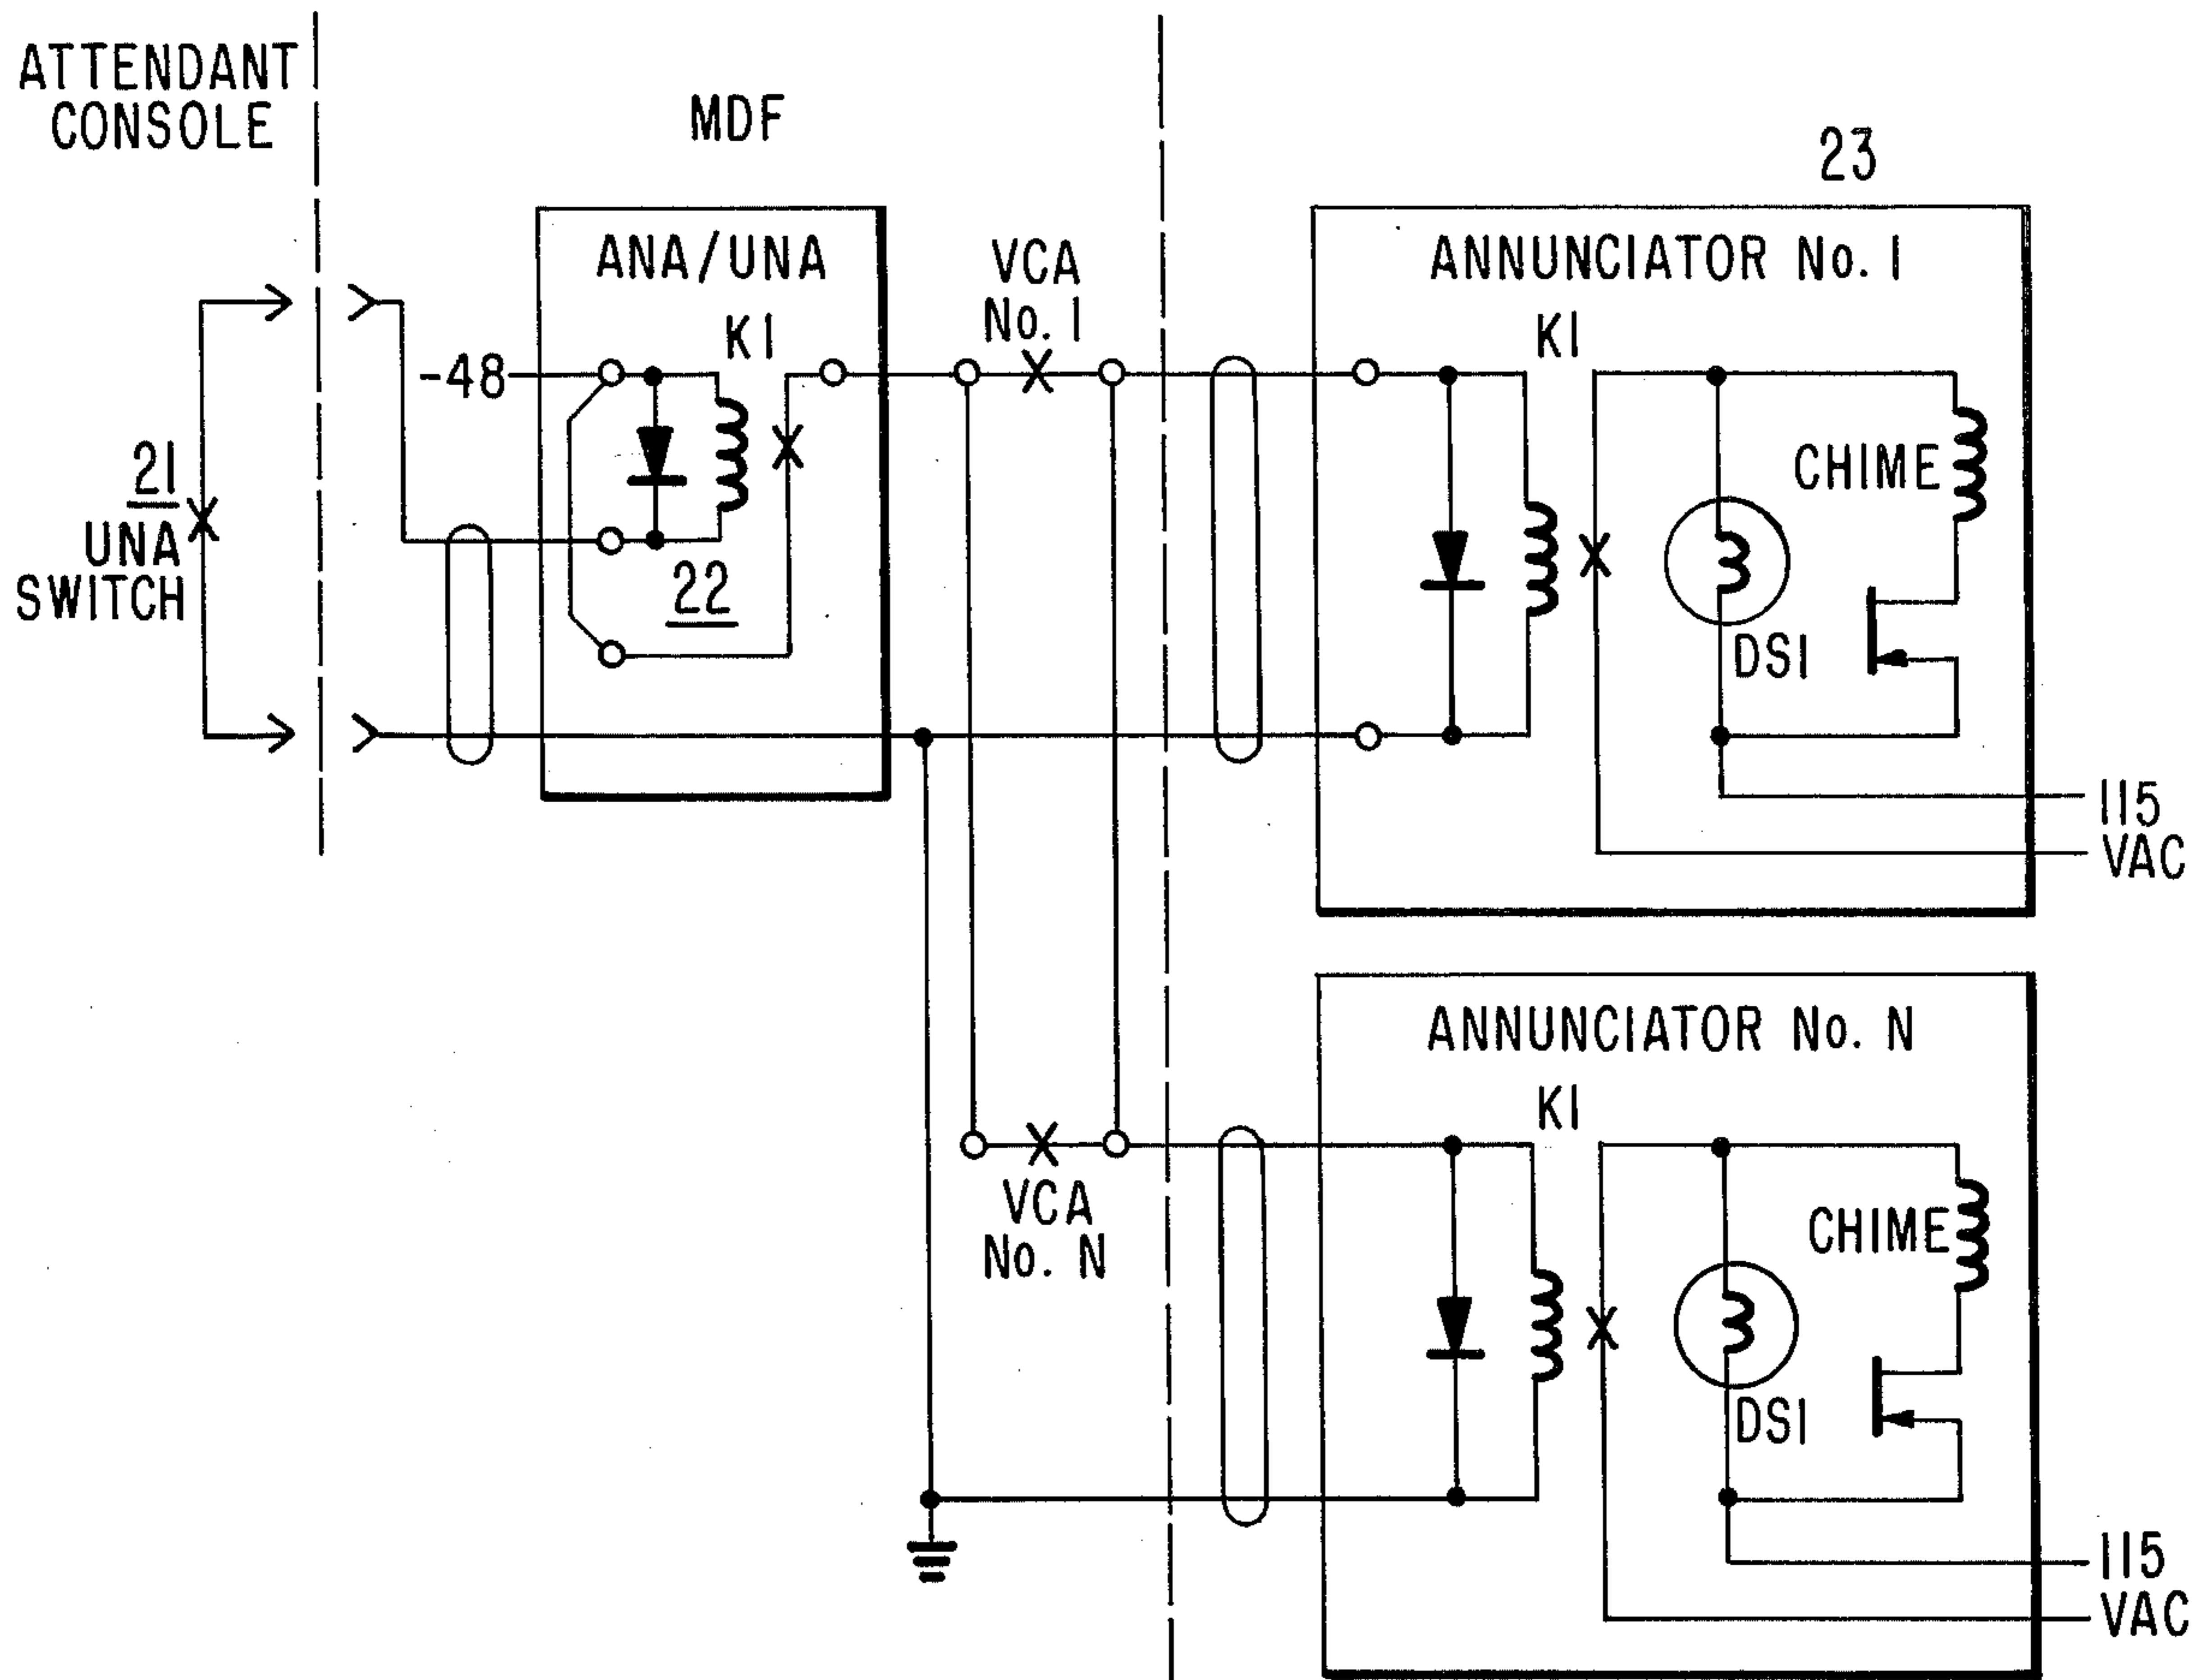 ATTENDANT
CONSOLE
MDF
23
ANA/UNA
K1
-48
22
VCA
No. 1
21
UNA
SWITCH
ANNUNCIATOR No. 1
K1
CHIME
DS1
115
VAC
VCA
No. N
ANNUNCIATOR No. N
K1
CHIME
DS1
115
VAC